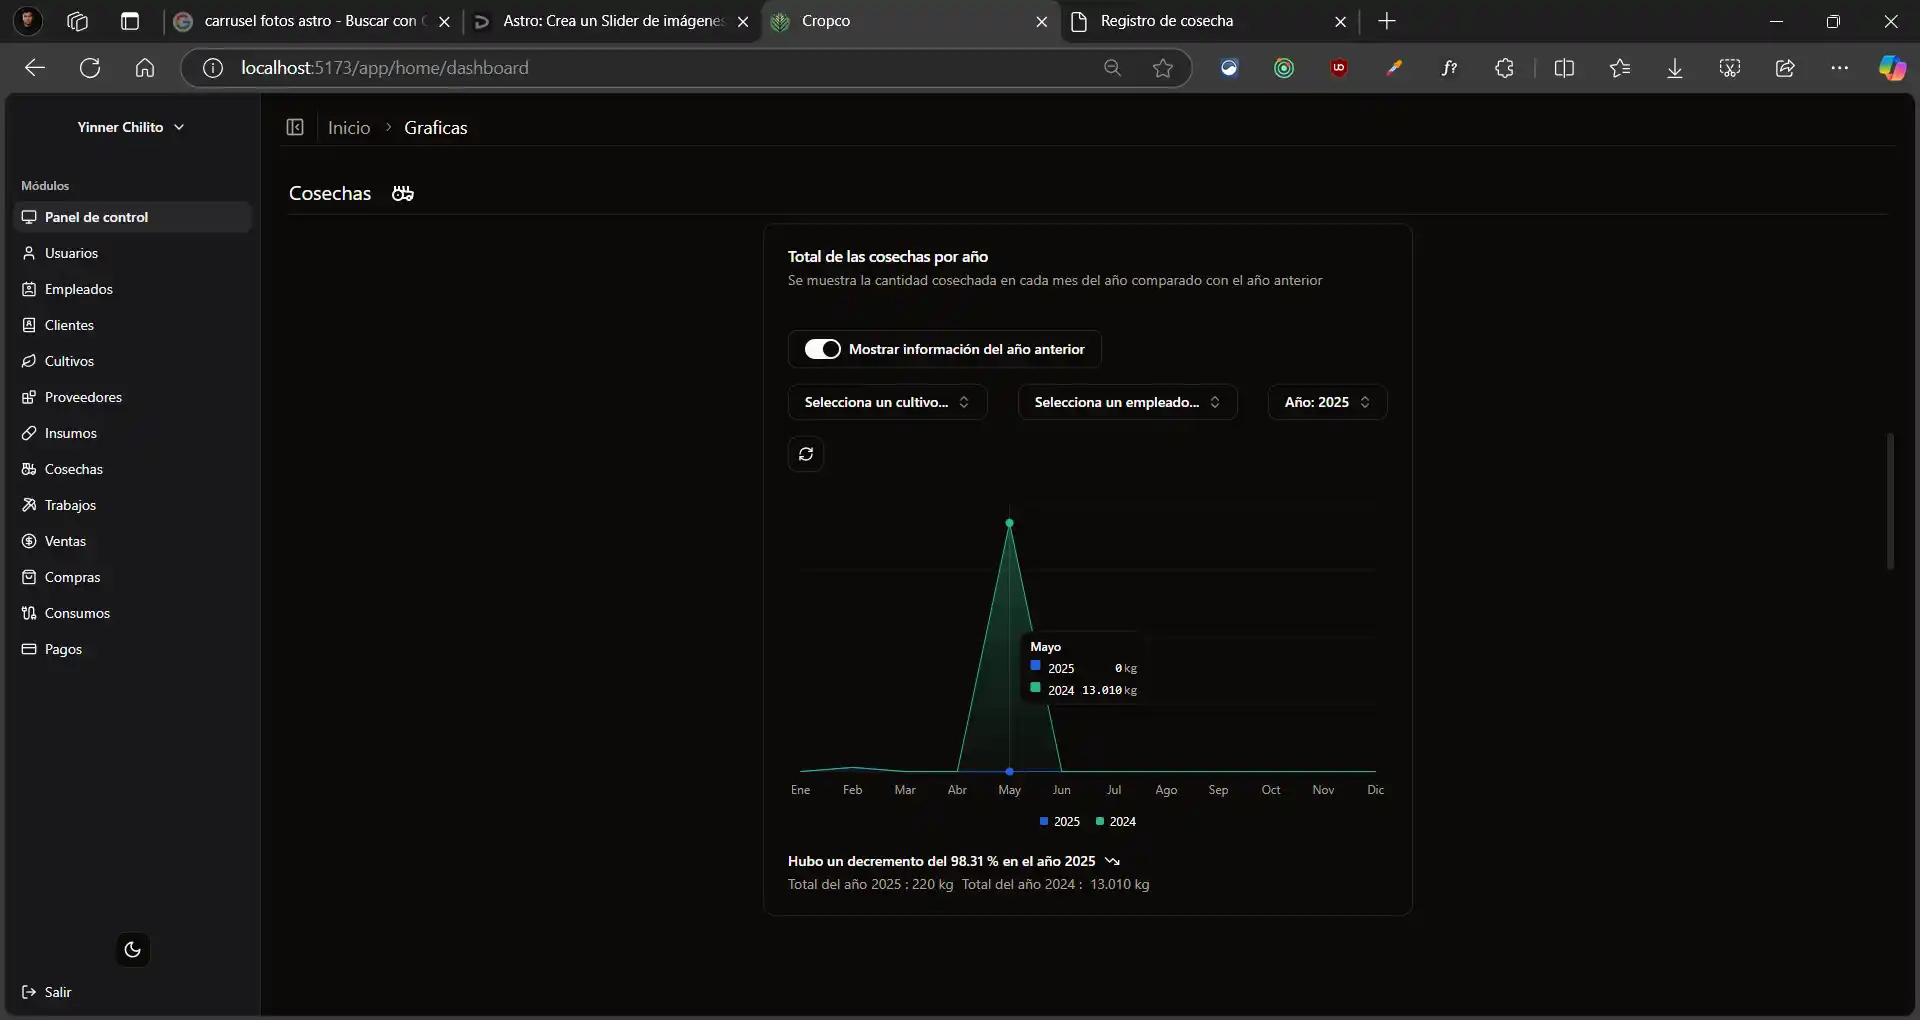 carrusel fotos astro - Buscar con
Astro: Crea un Slider de imágenes
Cropco
Registro de cosecha
localhost:5173/app/home/dashboard
Yinner Chilito
Inicio > Graficas
Módulos
Panel de control
Usuarios
Empleados
Clientes
Cultivos
Proveedores
Insumos
Cosechas
Trabajos
Ventas
Compras
Consumos
Pagos
Salir
Cosechas
Total de las cosechas por año
Se muestra la cantidad cosechada en cada mes del año comparado con el año anterior
Mostrar información del año anterior
Selecciona un cultivo... Selecciona un empleado... Año: 2025
Mayo
2025 0 kg
2024 13.010 kg
Ene Feb Mar Abr May Jun Jul Ago Sep Oct Nov Dic
2025 2024
Hubo un decremento del 98.31 % en el año 2025
Total del año 2025 : 220 kg Total del año 2024 : 13.010 kg